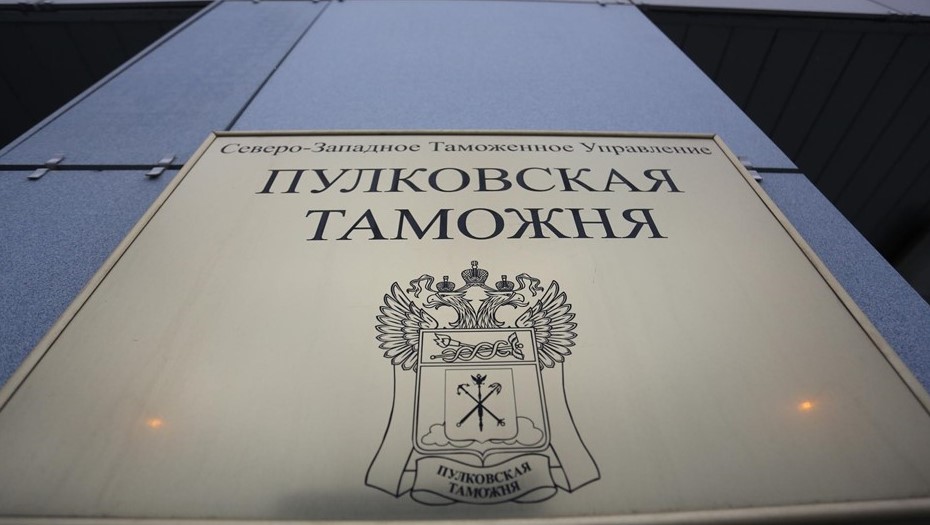 Северо-Западное Таможенное Управление
ПУЛКОВСКАЯ
ТАМОЖНЯ
ПУЛКОВСКАЯ
ТАМОЖНЯ